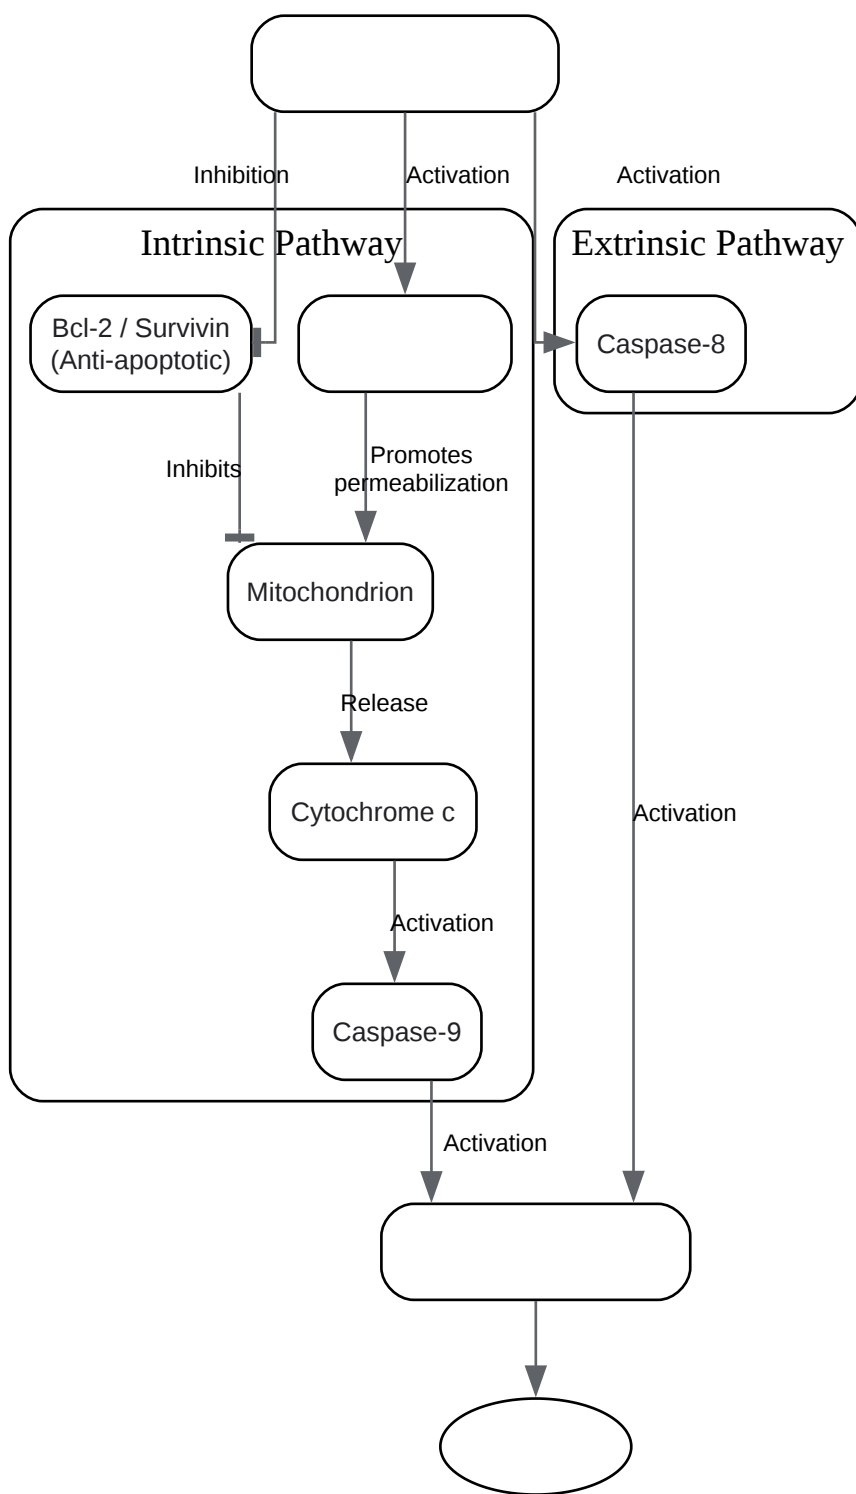 Inhibition
Activation
Activation
Intrinsic Pathway
Extrinsic Pathway
Bcl-2 / Survivin
(Anti-apoptotic)
Caspase-8
Inhibits
Promotes
permeabilization
Mitochondrion
Release
Cytochrome c
Activation
Activation
Caspase-9
Activation